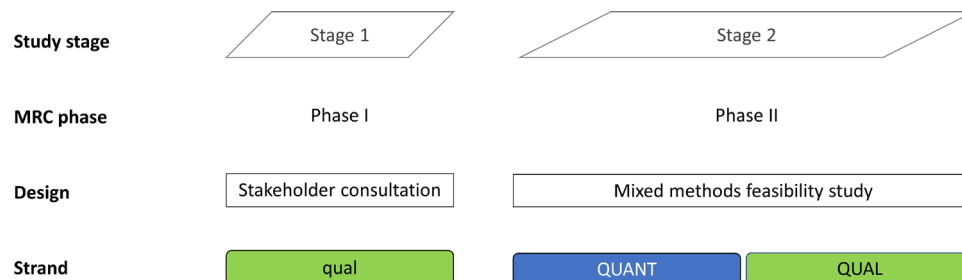 Study stage Stage 1 Stage 2
MRC phase Phase I Phase II
Design Stakeholder consultation Mixed methods feasibility study
Strand qual QUANT QUAL